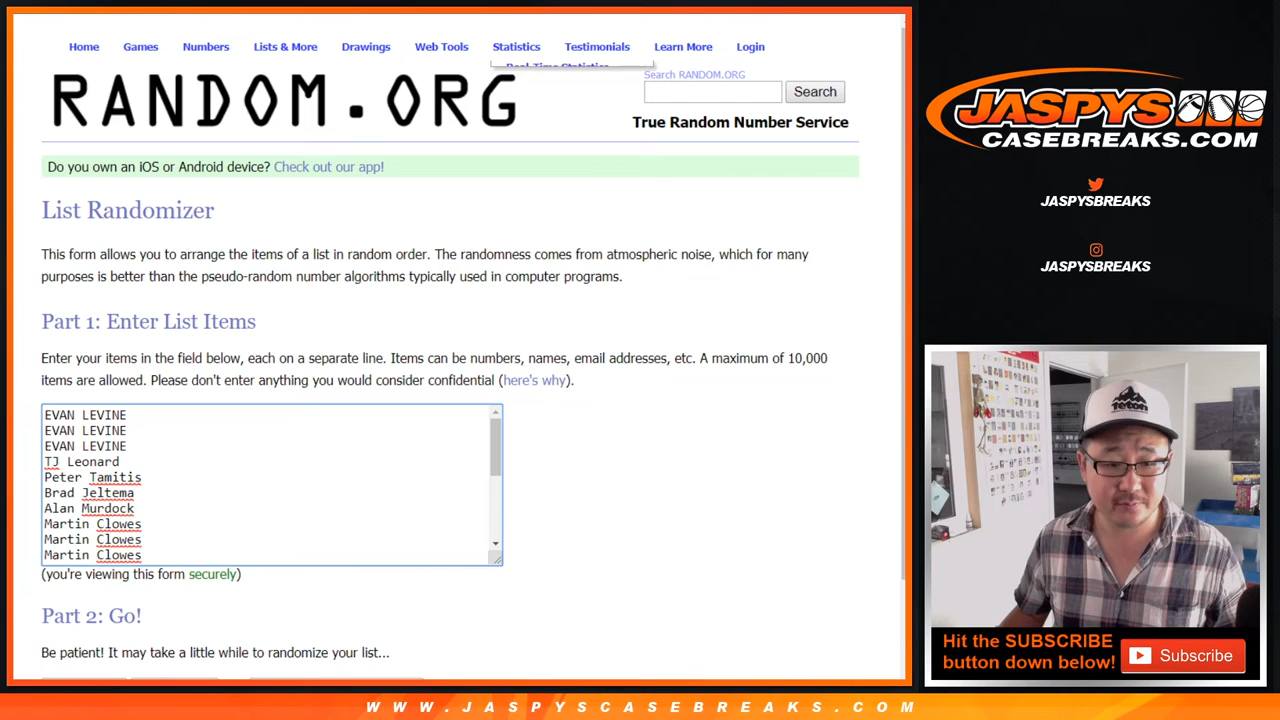 Home Games Numbers Lists & More Drawings Web Tools Statistics Testimonials Learn More Login
Real-Time Statistics
RANDOM.ORG
Search RANDOM.ORG
Search
True Random Number Service
Do you own an iOS or Android device? Check out our app!
List Randomizer
This form allows you to arrange the items of a list in random order. The randomness comes from atmospheric noise, which for many
purposes is better than the pseudo-random number algorithms typically used in computer programs.
Part 1: Enter List Items
Enter your items in the field below, each on a separate line. Items can be numbers, names, email addresses, etc. A maximum of 10,000
items are allowed. Please don't enter anything you would consider confidential (here's why).
EVAN LEVINE
EVAN LEVINE
EVAN LEVINE
TJ Leonard
Peter Tamitis
Brad Jeltema
Alan Murdock
Martin Clowes
Martin Clowes
Martin Clowes
(you're viewing this form securely)
Part 2: Go!
Be patient! It may take a little while to randomize your list...
JASPYS
CASEBREAKS.COM
JASPYSBREAKS
JASPYSBREAKS
TETON
Hit the SUBSCRIBE
button down below!
Subscribe
WWW.JASPYSCASEBREAKS.COM